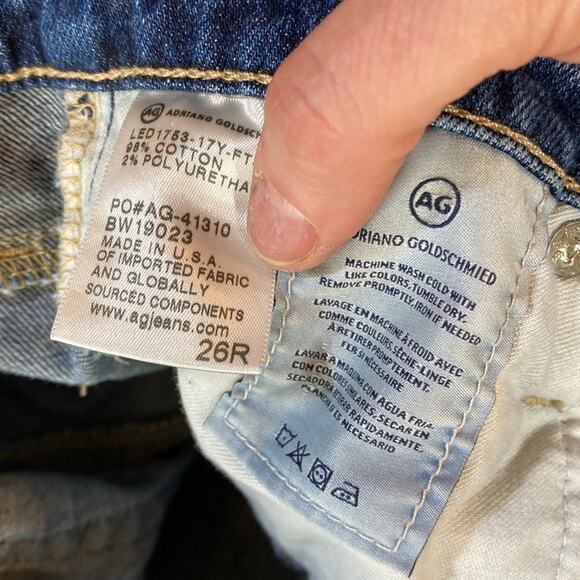 AG ADRIANO GOLDSCH
LED1753-17Y-FT
98% COTTON
2% POLYURETHA
PO#AG-41310
BW19023
MADE IN U.S.A.
OF IMPORTED FABRIC
AND GLOBALLY
SOURCED COMPONENTS
www.agjeans.com
26R
AG
DRIANO GOLDSCHMIED
MACHINE WASH COLD WITH
LIKE COLORS, TUMBLE DRY.
REMOVE PROMPTLY, IRON IF NEEDED
LAVAGE EN MACHINE À FROID AVEC
COMME COULEURS. SÈCHE-LINGE
À RETIRER PROMPTEMENT.
FER SI NÉCESSAIRE
LAVAR A MAQUINA CON AGUA FRIA
CON COLORES SIMILARES. SECAR EN
SECADORA RETIRAR RAPIDAMENTE.
PLANCHA SI ES NECESARIO